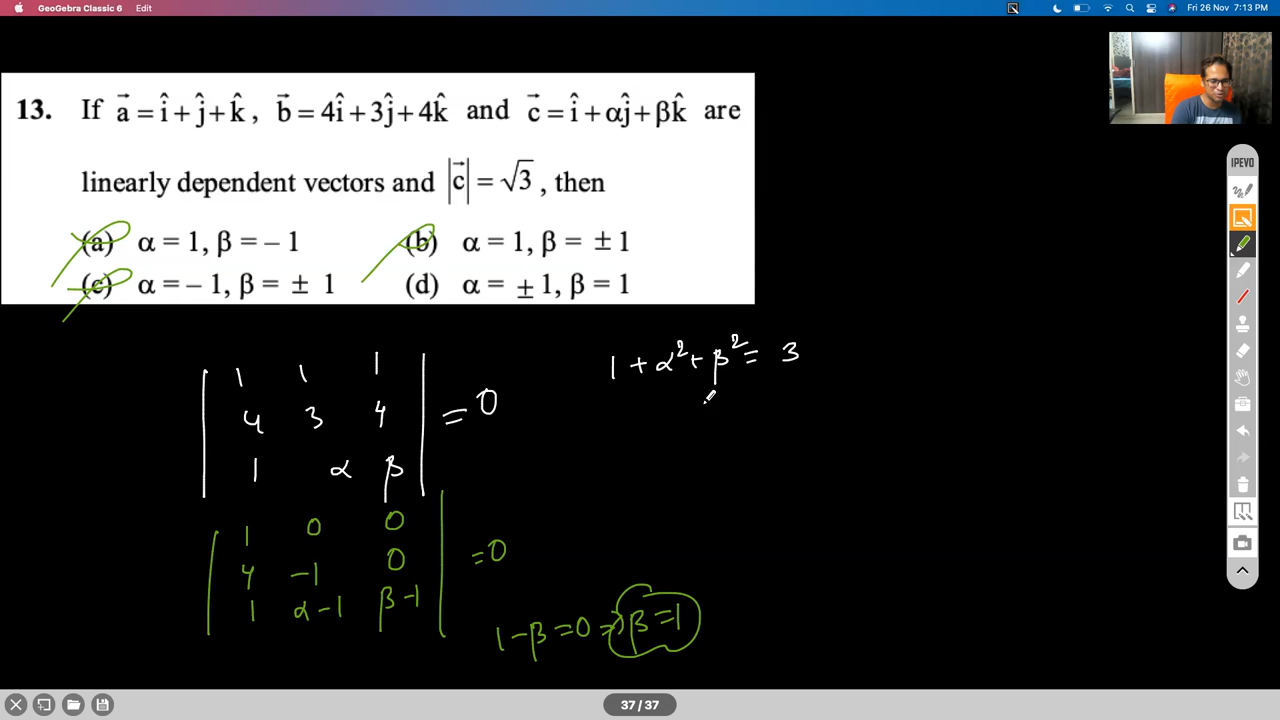 GeoGebra Classic 6 Edit Fri 26 Nov 7:13 PM
13. If a⃗ = î + ĵ + k̂, b⃗ = 4î + 3ĵ + 4k̂ and c⃗ = î + αĵ + βk̂ are
linearly dependent vectors and |c⃗| = √3, then
(a) α = 1, β = – 1 (b) α = 1, β = ± 1
(c) α = – 1, β = ± 1 (d) α = ± 1, β = 1
1 + α² + β² = 3
| 1 1 1 |
| 4 3 4 | = 0
| 1 α β |
| 1 0 0 |
| 4 -1 0 | = 0
| 1 α-1 β-1 |
1-β = 0 ⇒ β = 1
IPEVO
37 / 37